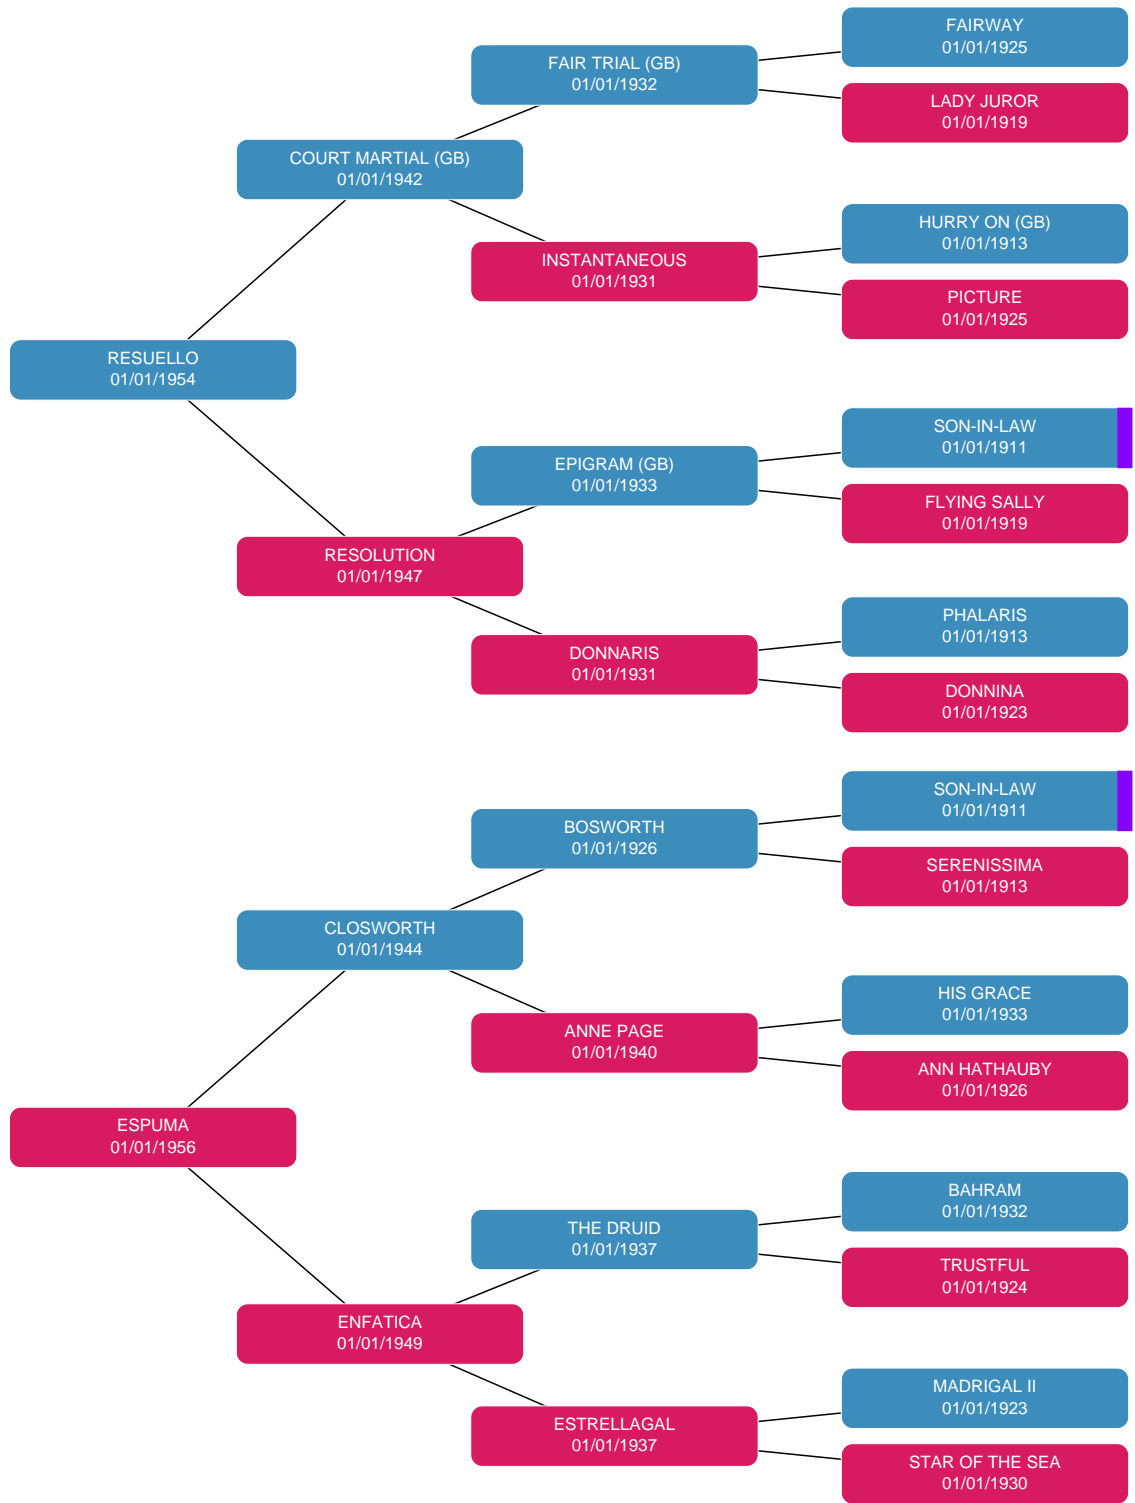 FAIRWAY
01/01/1925
FAIR TRIAL (GB)
01/01/1932
LADY JUROR
01/01/1919
COURT MARTIAL (GB)
01/01/1942
HURRY ON (GB)
01/01/1913
INSTANTANEOUS
01/01/1931
PICTURE
01/01/1925
RESUELLO
01/01/1954
SON-IN-LAW
01/01/1911
EPIGRAM (GB)
01/01/1933
FLYING SALLY
01/01/1919
RESOLUTION
01/01/1947
PHALARIS
01/01/1913
DONNARIS
01/01/1931
DONNINA
01/01/1923
SON-IN-LAW
01/01/1911
BOSWORTH
01/01/1926
SERENISSIMA
01/01/1913
CLOSWORTH
01/01/1944
HIS GRACE
01/01/1933
ANNE PAGE
01/01/1940
ANN HATHAUBY
01/01/1926
ESPUMA
01/01/1956
BAHRAM
01/01/1932
THE DRUID
01/01/1937
TRUSTFUL
01/01/1924
ENFATICA
01/01/1949
MADRIGAL II
01/01/1923
ESTRELLAGAL
01/01/1937
STAR OF THE SEA
01/01/1930